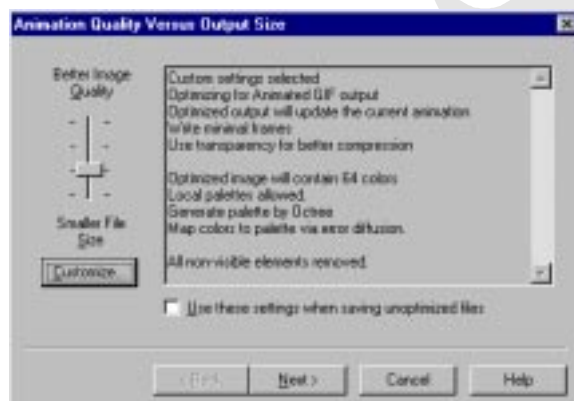 Animation Quality Versus Output Size
Better Image
Quality
Smaller File
Size
Customize...
Custom settings selected
Optimizing for Animated GIF output
Optimized output will update the current animation
Write minimal frames
Use transparency for better compression
Optimized image will contain 64 colors
Local palettes allowed.
Generate palette by Octree
Map colors to palette via error diffusion.
All non-visible elements removed.
Use these settings when saving unoptimized files
< Back
Next >
Cancel
Help